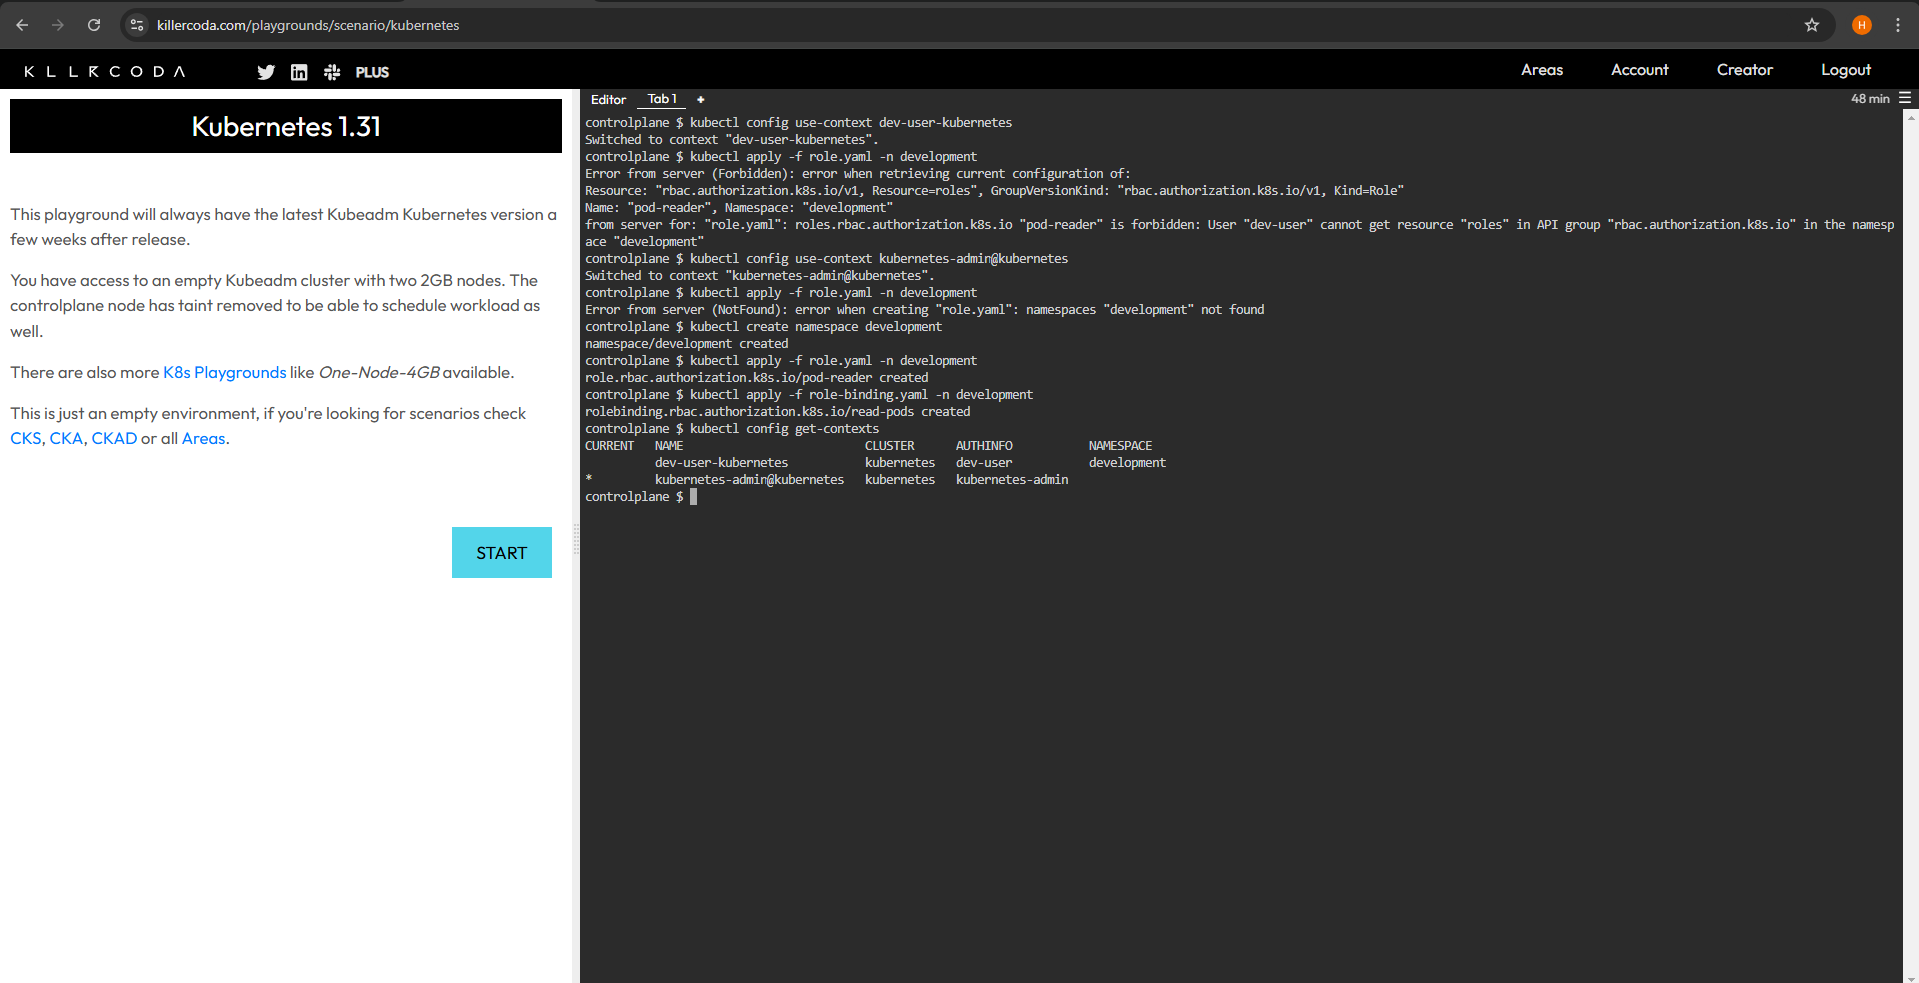 killercoda.com/playgrounds/scenario/kubernetes
H
KLLRCODA
PLUS
Areas
Account
Creator
Logout
Kubernetes 1.31
This playground will always have the latest Kubeadm Kubernetes version a
few weeks after release.
You have access to an empty Kubeadm cluster with two 2GB nodes. The
controlplane node has taint removed to be able to schedule workload as
well.
There are also more K8s Playgrounds like One-Node-4GB available.
This is just an empty environment, if you're looking for scenarios check
CKS, CKA, CKAD or all Areas.
START
Editor
Tab 1
+
48 min
controlplane $ kubectl config use-context dev-user-kubernetes
Switched to context "dev-user-kubernetes".
controlplane $ kubectl apply -f role.yaml -n development
Error from server (Forbidden): error when retrieving current configuration of:
Resource: "rbac.authorization.k8s.io/v1, Resource=roles", GroupVersionKind: "rbac.authorization.k8s.io/v1, Kind=Role"
Name: "pod-reader", Namespace: "development"
from server for: "role.yaml": roles.rbac.authorization.k8s.io "pod-reader" is forbidden: User "dev-user" cannot get resource "roles" in API group "rbac.authorization.k8s.io" in the namesp
ace "development"
controlplane $ kubectl config use-context kubernetes-admin@kubernetes
Switched to context "kubernetes-admin@kubernetes".
controlplane $ kubectl apply -f role.yaml -n development
Error from server (NotFound): error when creating "role.yaml": namespaces "development" not found
controlplane $ kubectl create namespace development
namespace/development created
controlplane $ kubectl apply -f role.yaml -n development
role.rbac.authorization.k8s.io/pod-reader created
controlplane $ kubectl apply -f role-binding.yaml -n development
rolebinding.rbac.authorization.k8s.io/read-pods created
controlplane $ kubectl config get-contexts
CURRENT   NAME                          CLUSTER      AUTHINFO           NAMESPACE
          dev-user-kubernetes           kubernetes   dev-user           development
*         kubernetes-admin@kubernetes   kubernetes   kubernetes-admin
controlplane $